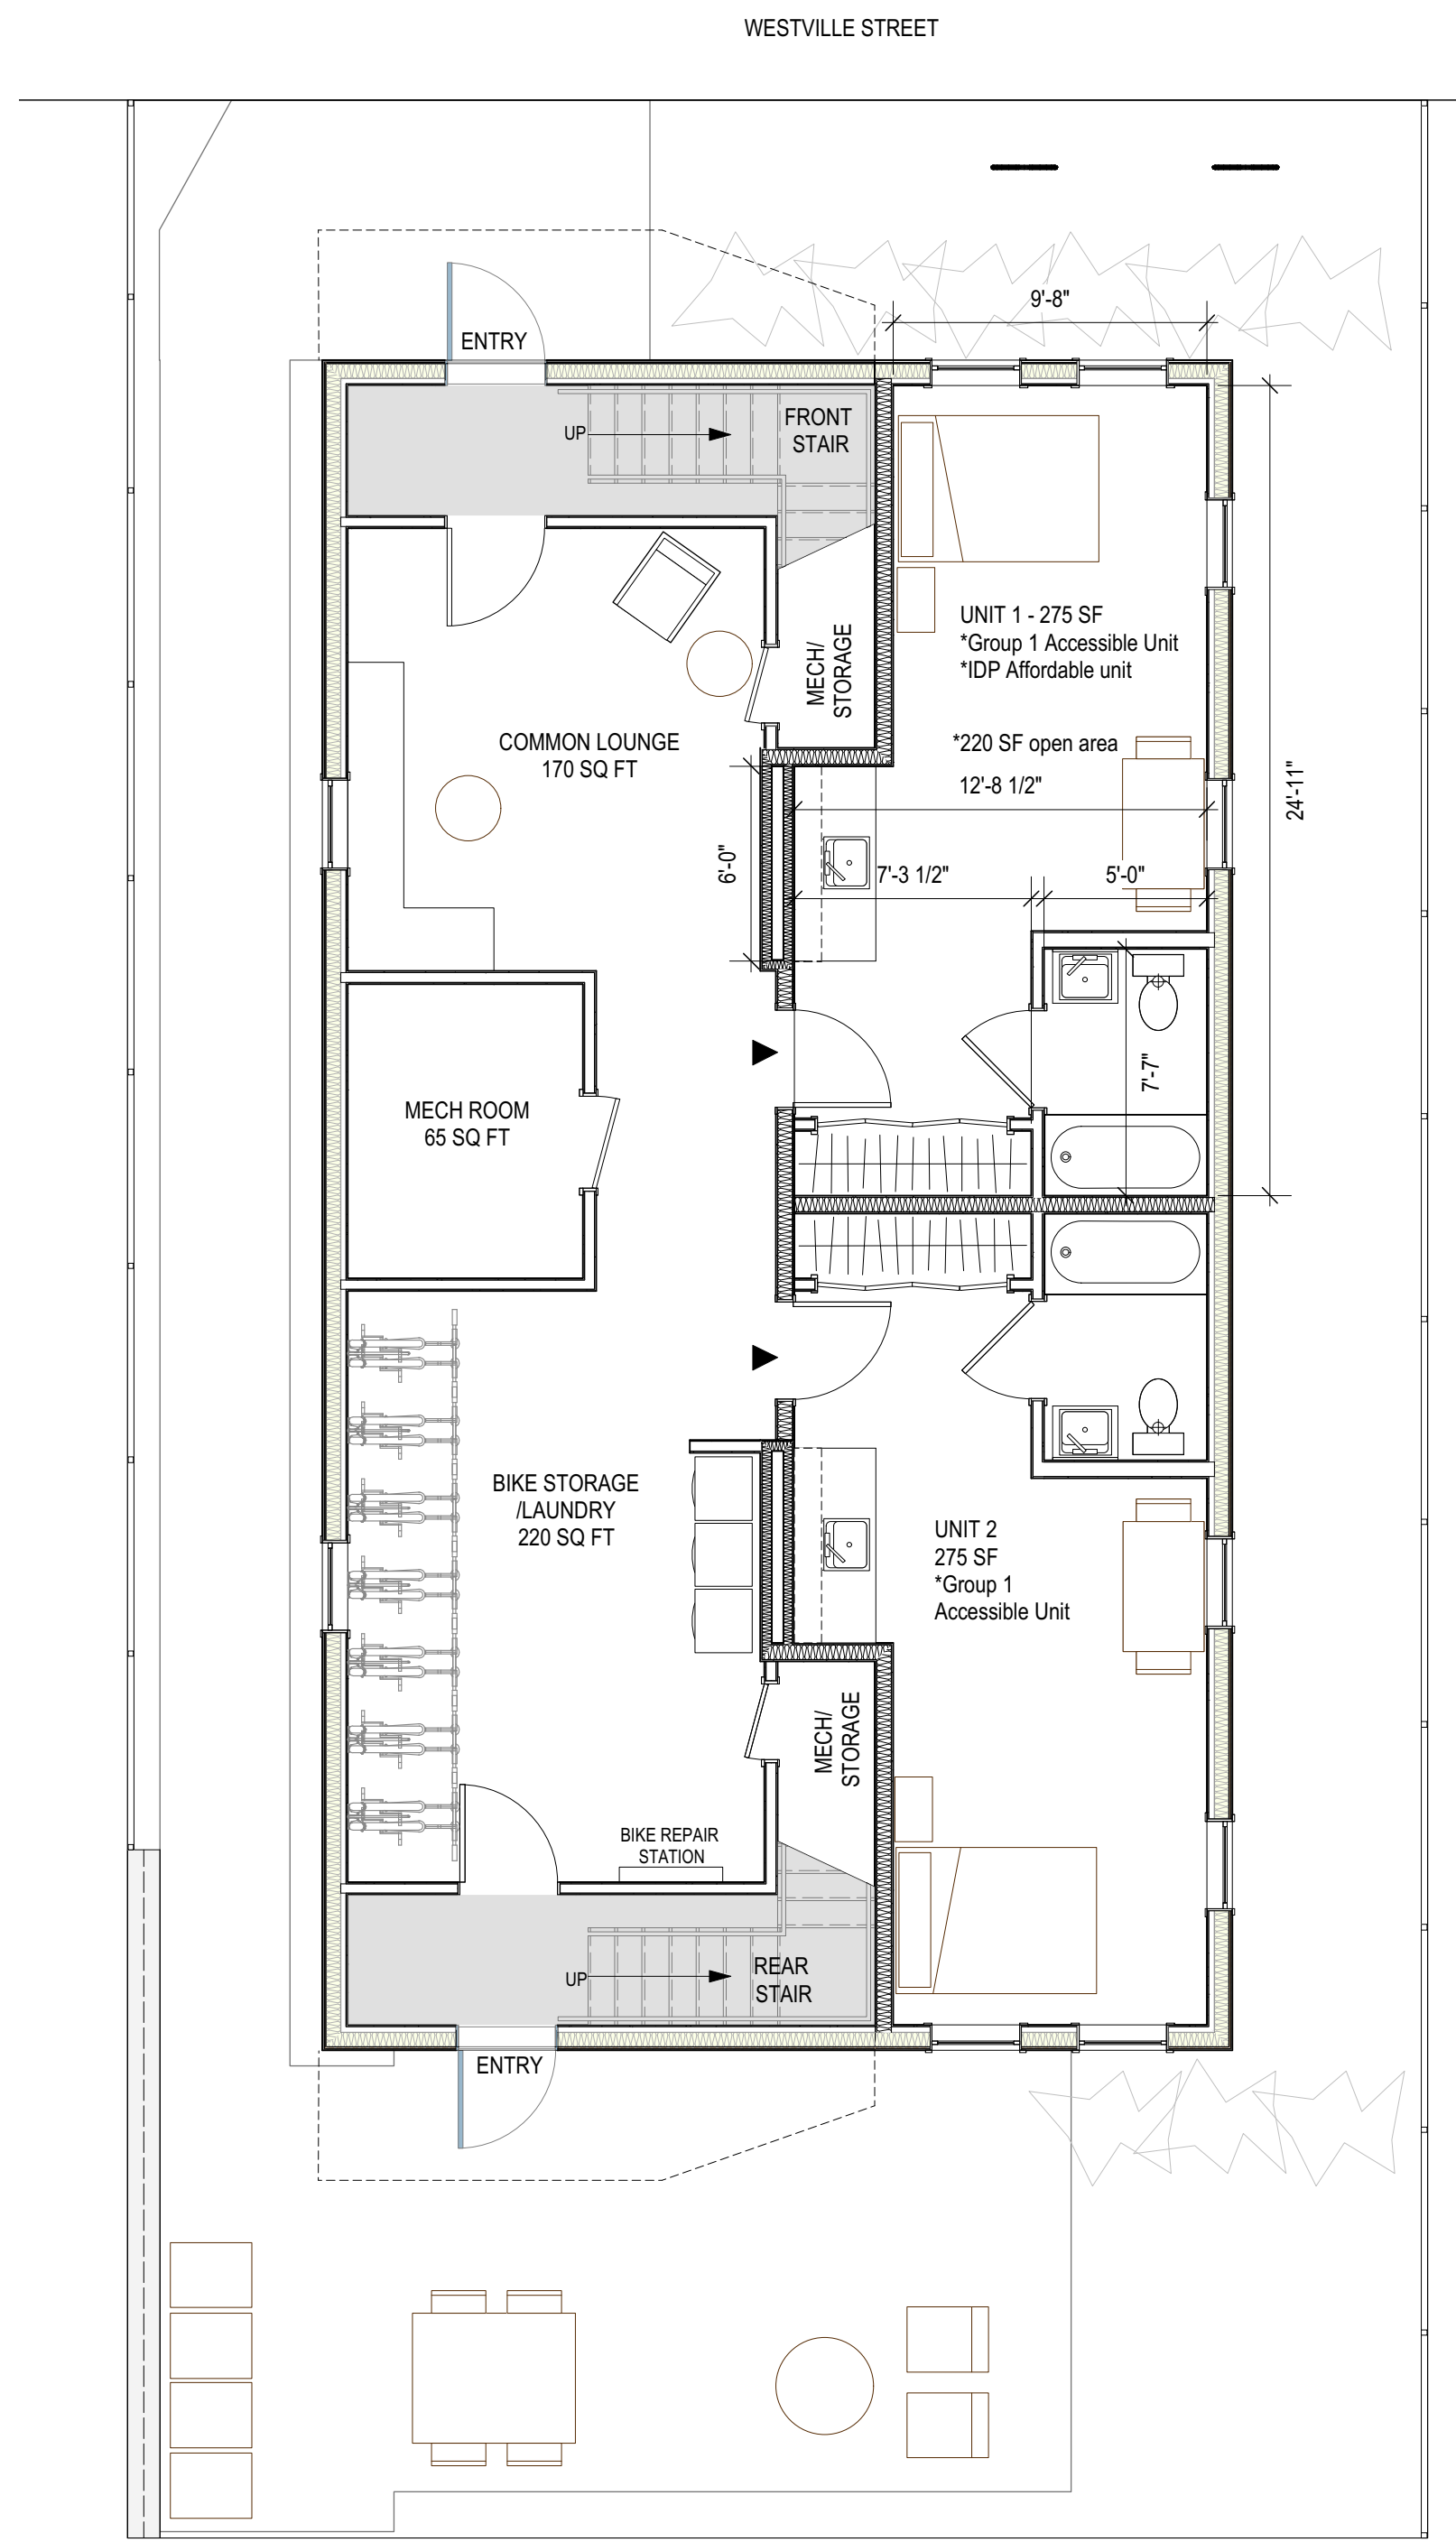 WESTVILLE STREET
9'-8"
ENTRY
FRONT
STAIR
UP
UNIT 1 - 275 SF
*Group 1 Accessible Unit
*IDP Affordable unit
MECH/
STORAGE
COMMON LOUNGE
170 SQ FT
*220 SF open area
12'-8 1/2"
24'-11"
6'-0"
7'-3 1/2"
5'-0"
7'-7"
MECH ROOM
65 SQ FT
BIKE STORAGE
/LAUNDRY
220 SQ FT
UNIT 2
275 SF
*Group 1
Accessible Unit
MECH/
STORAGE
BIKE REPAIR
STATION
UP
REAR
STAIR
ENTRY